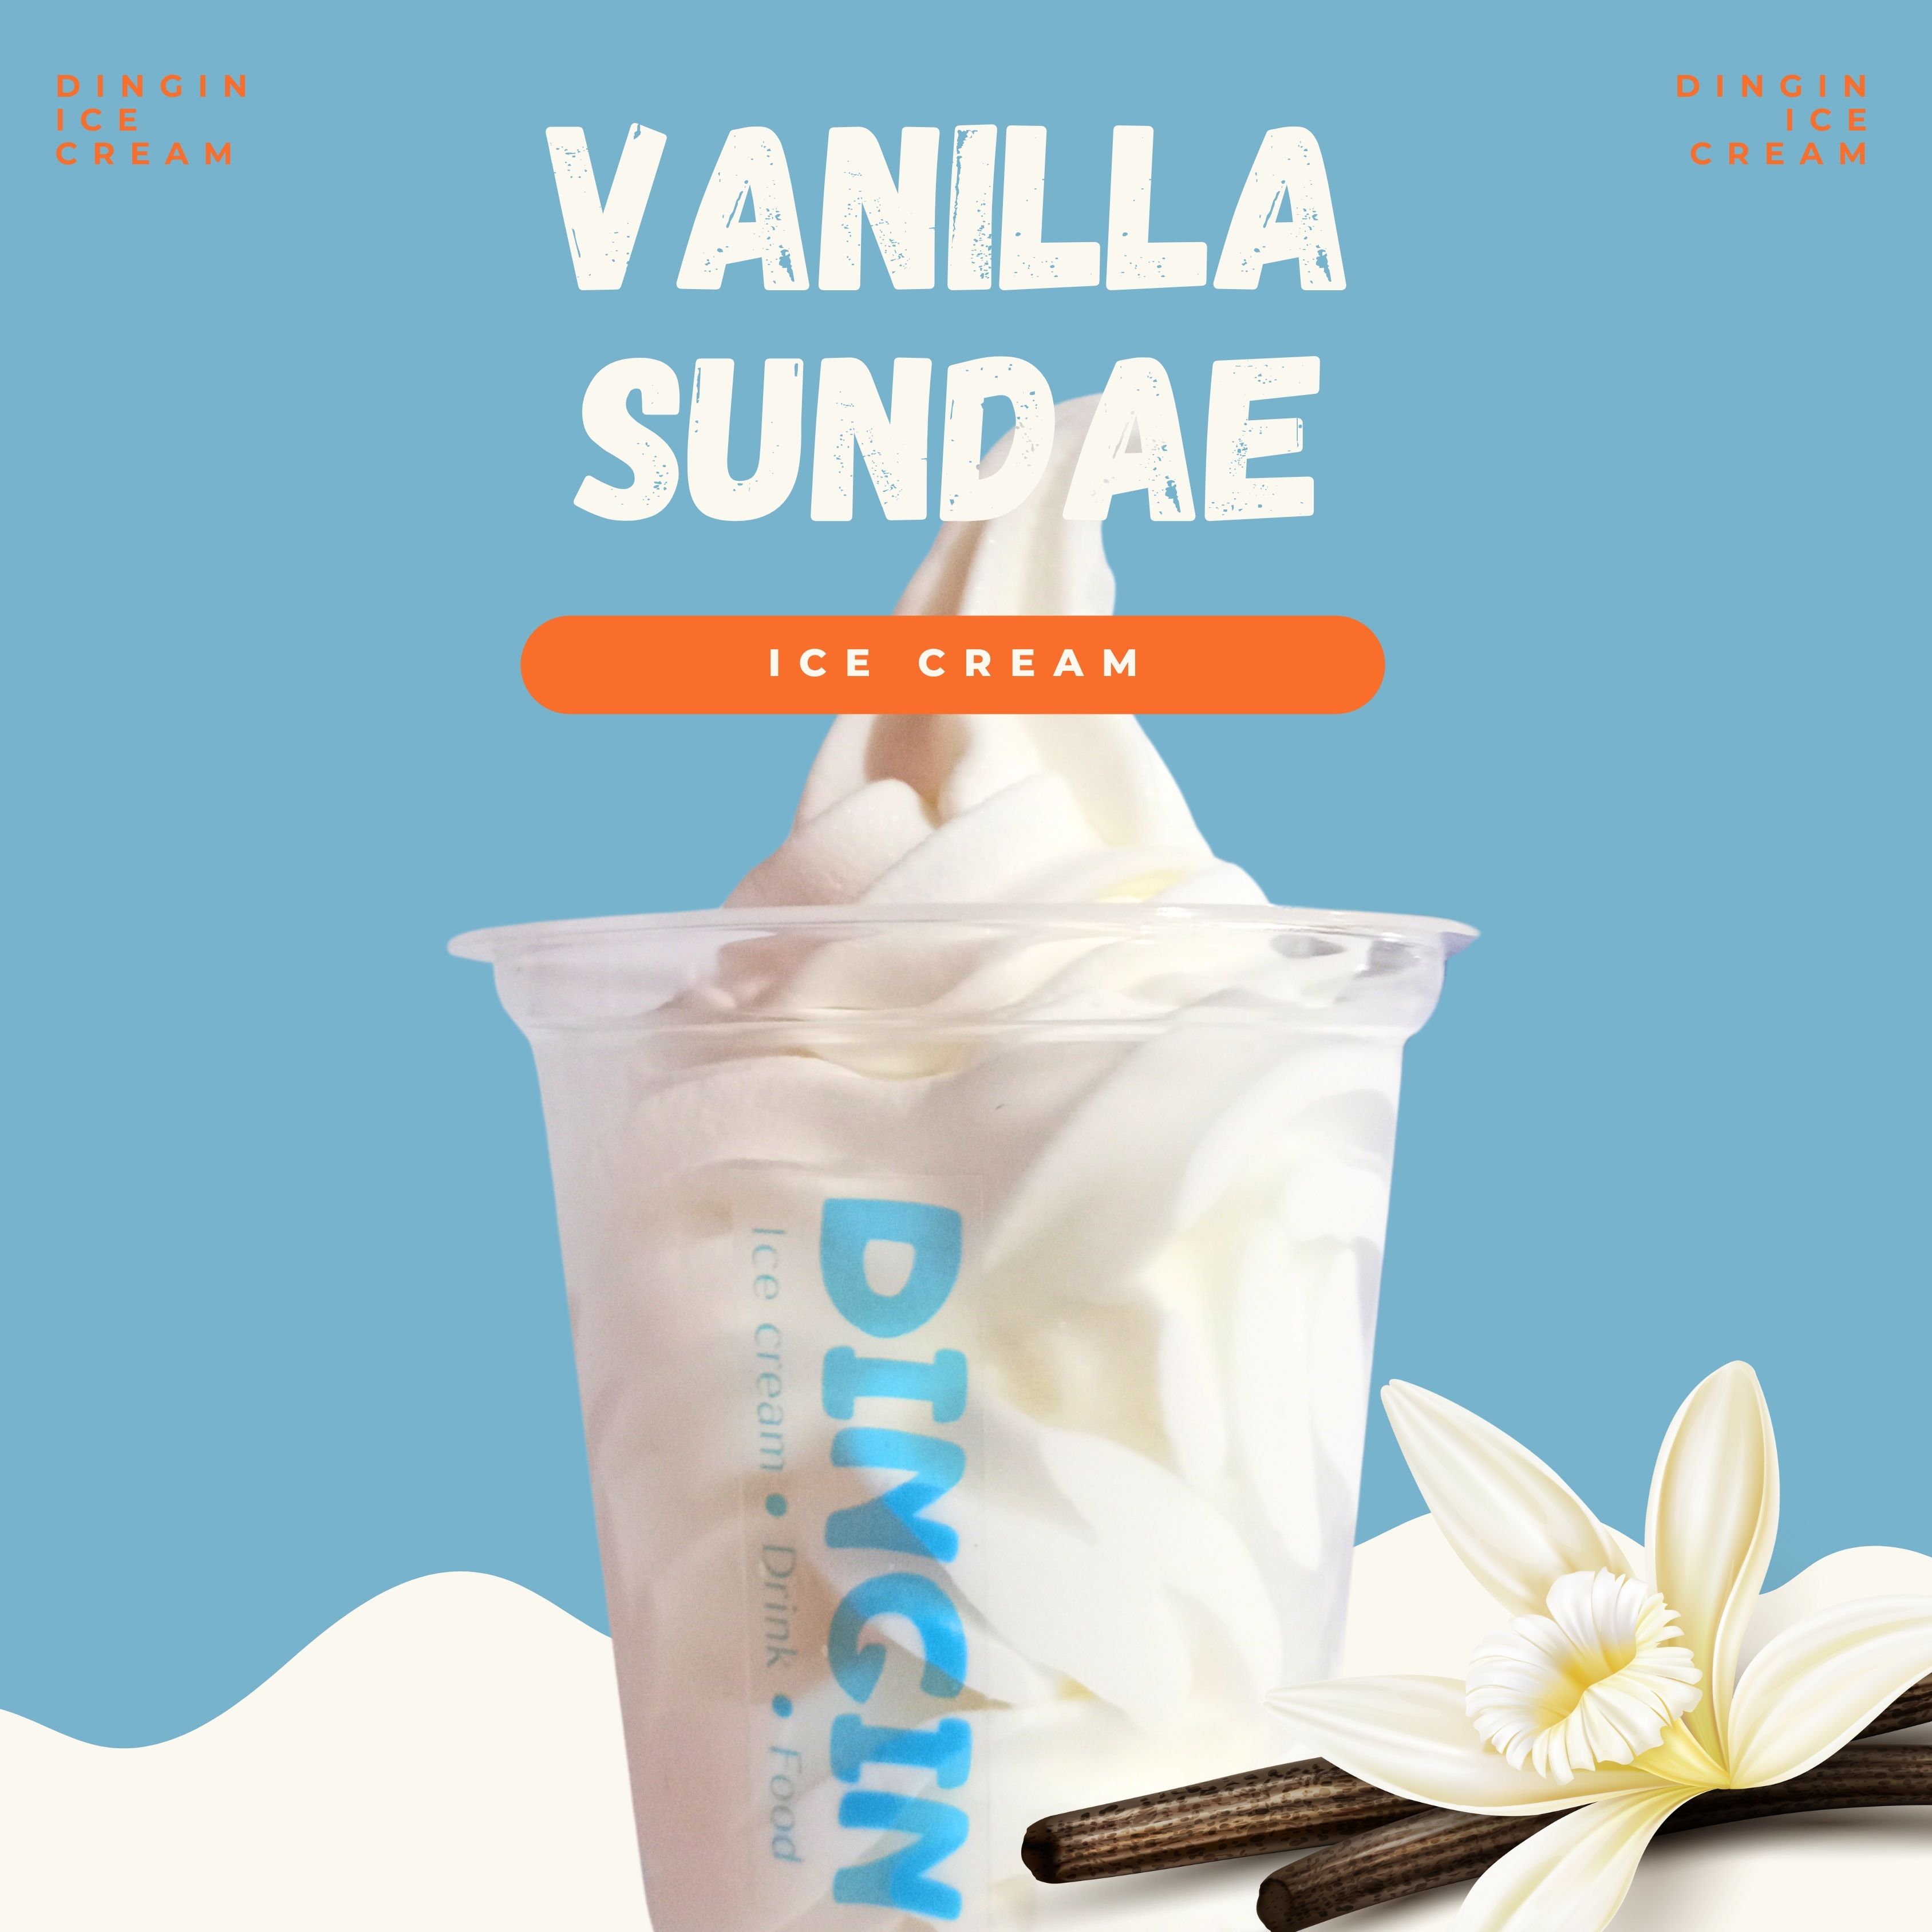 DINGIN
ICE
CREAM
DINGIN
ICE
CREAM
VANILLA
SUNDAE
ICE CREAM
DINGIN
Ice cream • Drink • Food